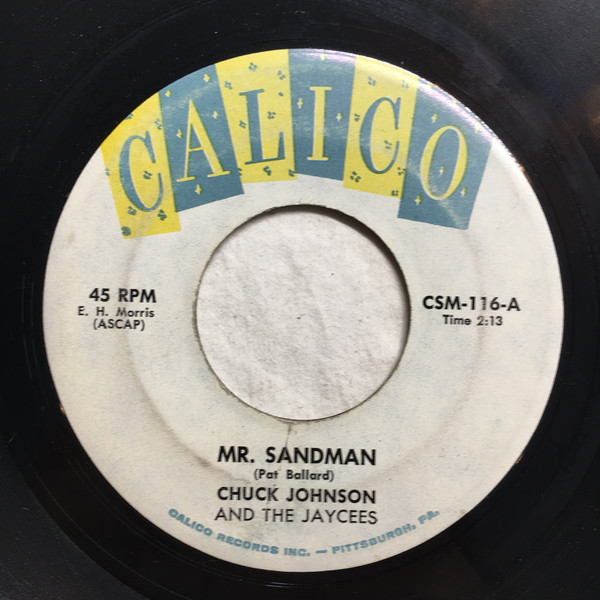 CALICO
45 RPM
E. H. Morris
(ASCAP)
CSM-116-A
Time 2:13
MR. SANDMAN
(Pat Ballard)
CHUCK JOHNSON
AND THE JAYCEES
CALICO RECORDS INC. — PITTSBURGH, PA.